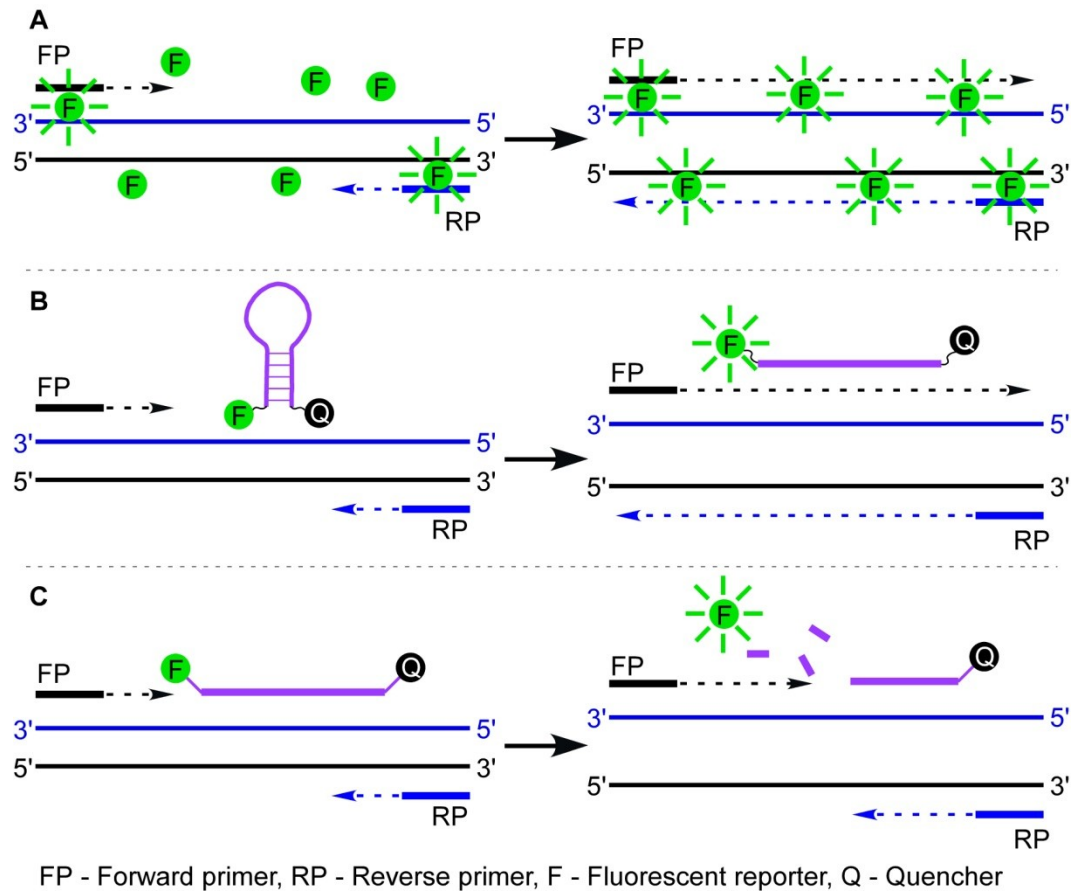 A
FP F F F FP
F F F F
3' 5' 3' 5'
5' 3' 5' 3'
F F F F F F
RP RP
B
F Q
FP FP
F Q
3' 5' 3' 5'
5' 3' 5' 3'
RP RP
C
F
FP F Q FP Q
3' 5' 3' 5'
5' 3' 5' 3'
RP RP
FP - Forward primer, RP - Reverse primer, F - Fluorescent reporter, Q - Quencher